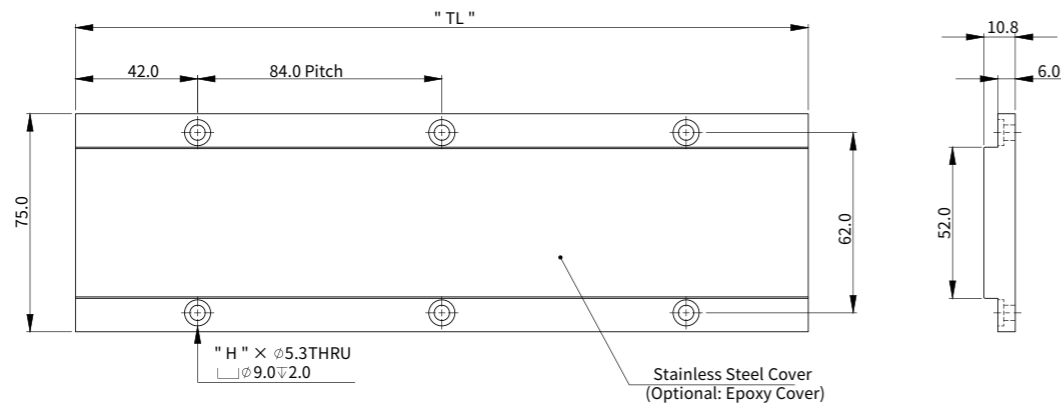 " TL "
10.8
42.0
84.0 Pitch
6.0
75.0
62.0
52.0
" H " × ⌀5.3THRU
⌴⌀9.0↧2.0
Stainless Steel Cover
(Optional: Epoxy Cover)